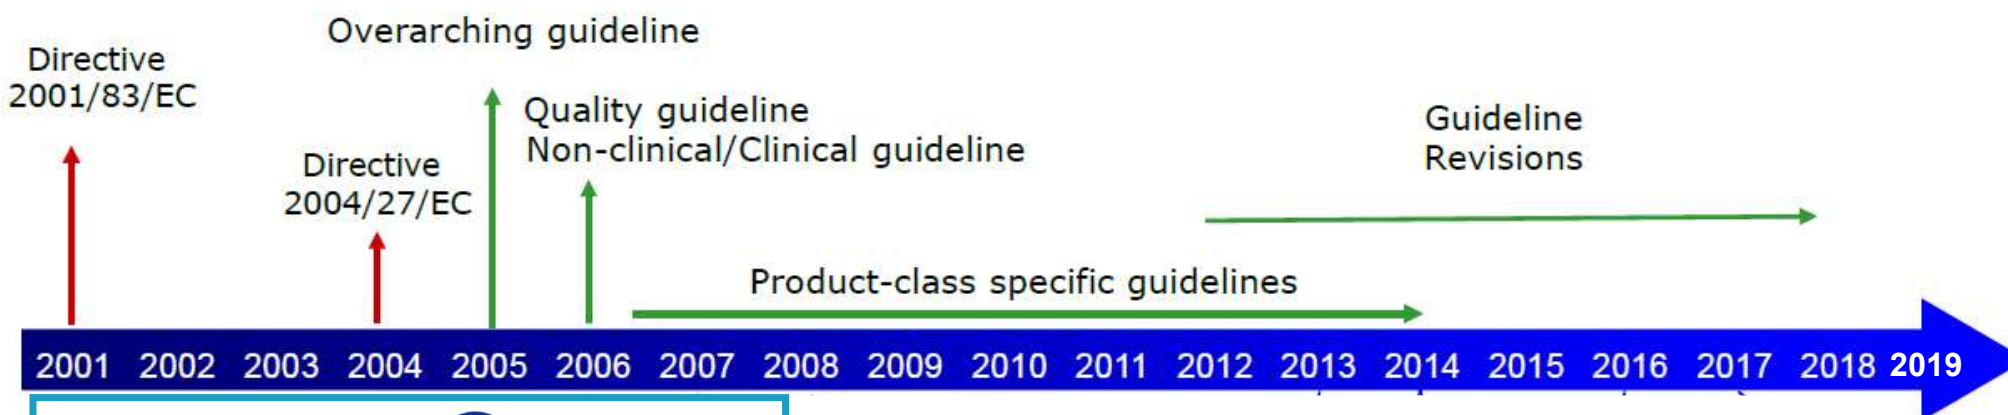 Overarching guideline
Directive
2001/83/EC
Quality guideline
Non-clinical/Clinical guideline
Guideline
Revisions
Directive
2004/27/EC
Product-class specific guidelines
2001 2002 2003 2004 2005 2006 2007 2008 2009 2010 2011 2012 2013 2014 2015 2016 2017 2018 2019